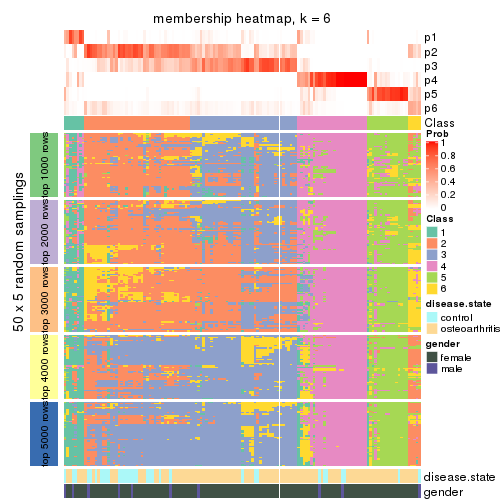 membership heatmap, k = 6
p1
p2
p3
p4
p5
p6
Class
50 x 5 random samplings
top 1000 rows
top 2000 rows
top 3000 rows
top 4000 rows
top 5000 rows
disease.state
gender
Prob
1
0.8
0.6
0.4
0.2
0
Class
1
2
3
4
5
6
disease.state
control
osteoarthritis
gender
female
male